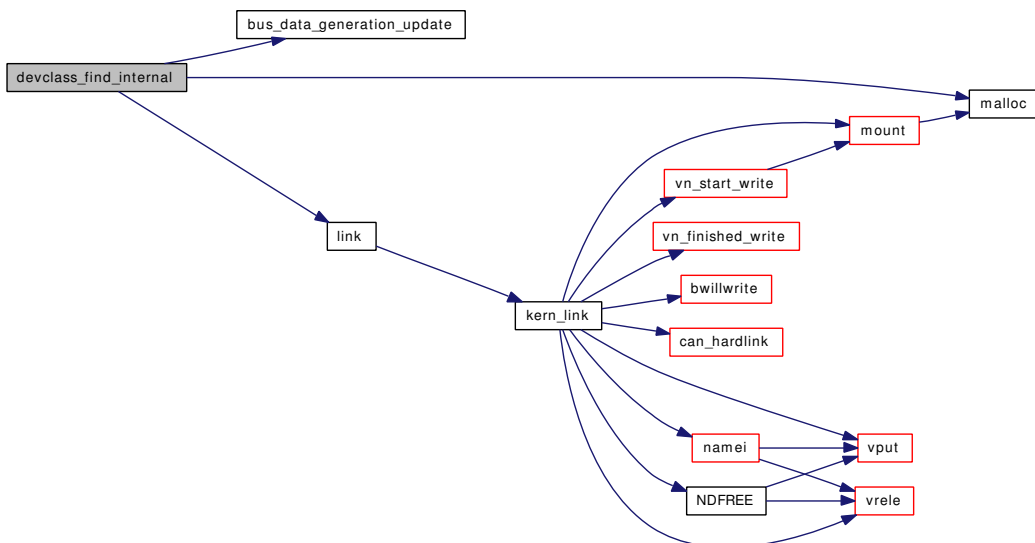 bus_data_generation_update
devclass_find_internal
malloc
mount
vn_start_write
link
vn_finished_write
bwillwrite
kern_link
can_hardlink
namei
vput
NDFREE
vrele